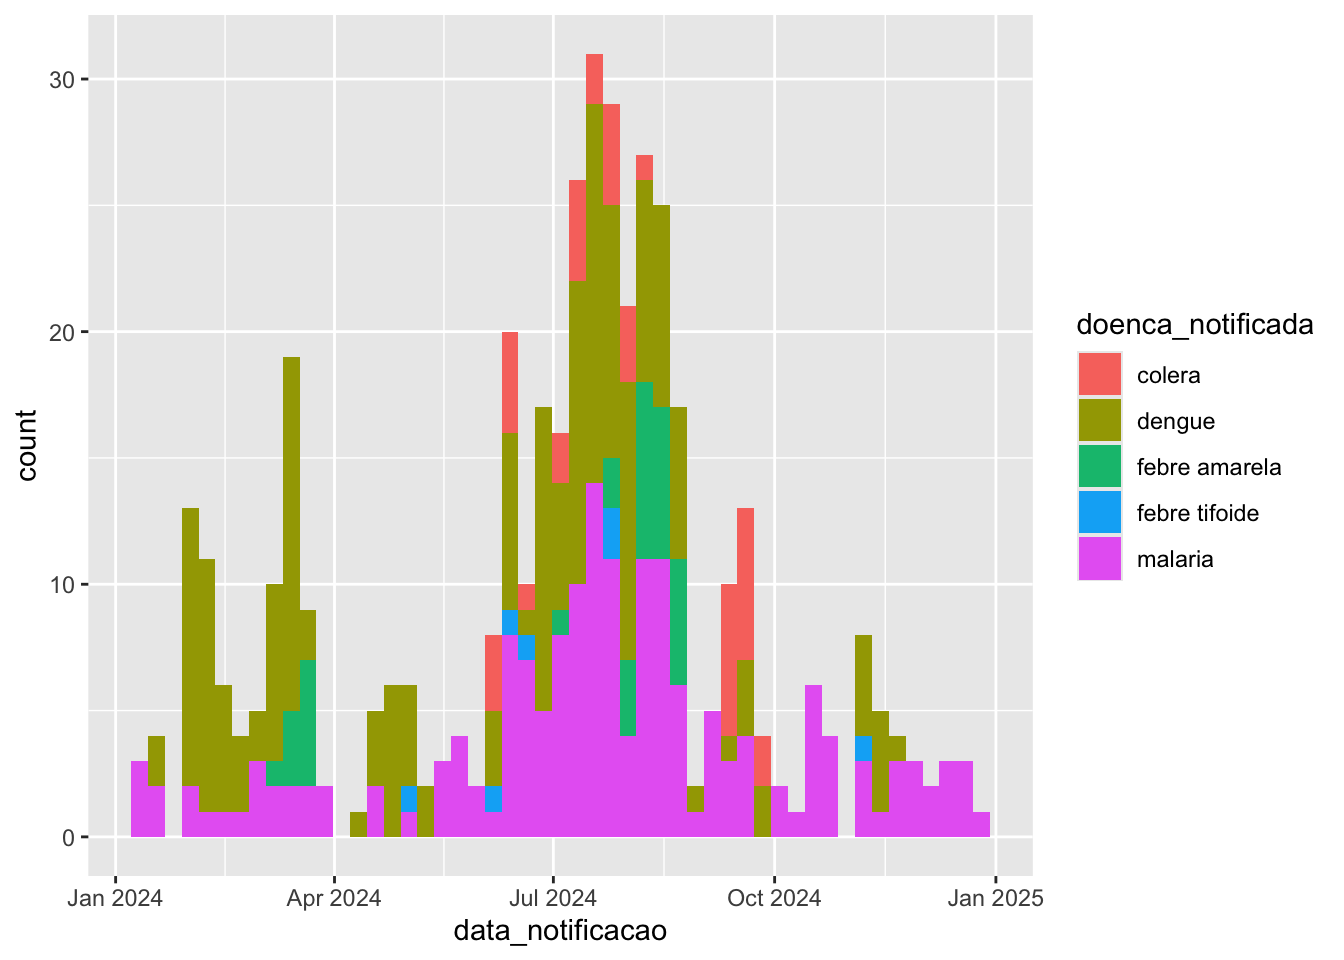 30
20
10
0
count
Jan 2024
Apr 2024
Jul 2024
Oct 2024
Jan 2025
data_notificacao
doenca_notificada
colera
dengue
febre amarela
febre tifoide
malaria